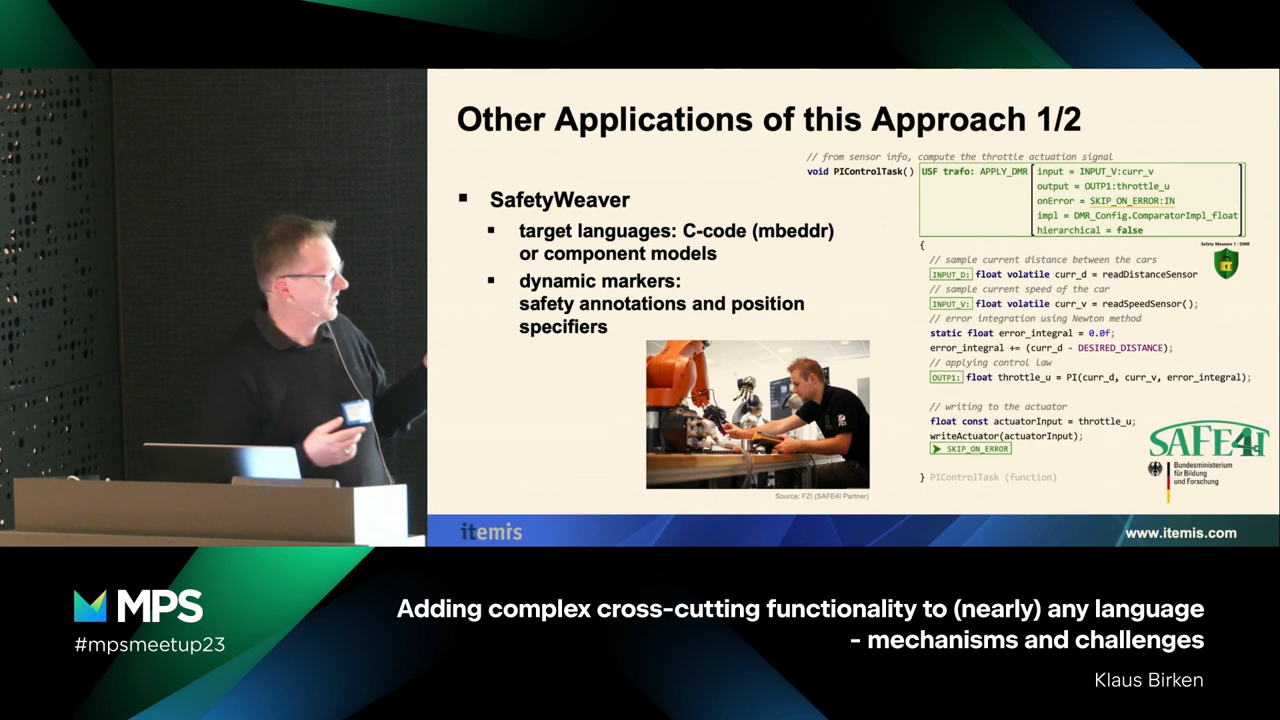 Other Applications of this Approach 1/2
SafetyWeaver
target languages: C-code (mbeddr)
or component models
dynamic markers:
safety annotations and position
specifiers
Source: FZI (SAFE4I Partner)
// from sensor info, compute the throttle actuation signal
void PIControlTask() USF trafo: APPLY_DMR
input = INPUT_V:curr_v
output = OUTP1:throttle_u
onError = SKIP_ON_ERROR:IN
impl = DMR_Config.ComparatorImpl_float
hierarchical = false
{
Safety Measure 1 | DMR
// sample current distance between the cars
INPUT_D: float volatile curr_d = readDistanceSensor
// sample current speed of the car
INPUT_V: float volatile curr_v = readSpeedSensor();
// error integration using Newton method
static float error_integral = 0.0f;
error_integral += (curr_d - DESIRED_DISTANCE);
// applying control law
OUTP1: float throttle_u = PI(curr_d, curr_v, error_integral);
// writing to the actuator
float const actuatorInput = throttle_u;
writeActuator(actuatorInput);
SKIP_ON_ERROR
} PIControlTask (function)
SAFE4I
Bundesministerium
für Bildung
und Forschung
itemis
www.itemis.com
MPS
#mpsmeetup23
Adding complex cross-cutting functionality to (nearly) any language
- mechanisms and challenges
Klaus Birken